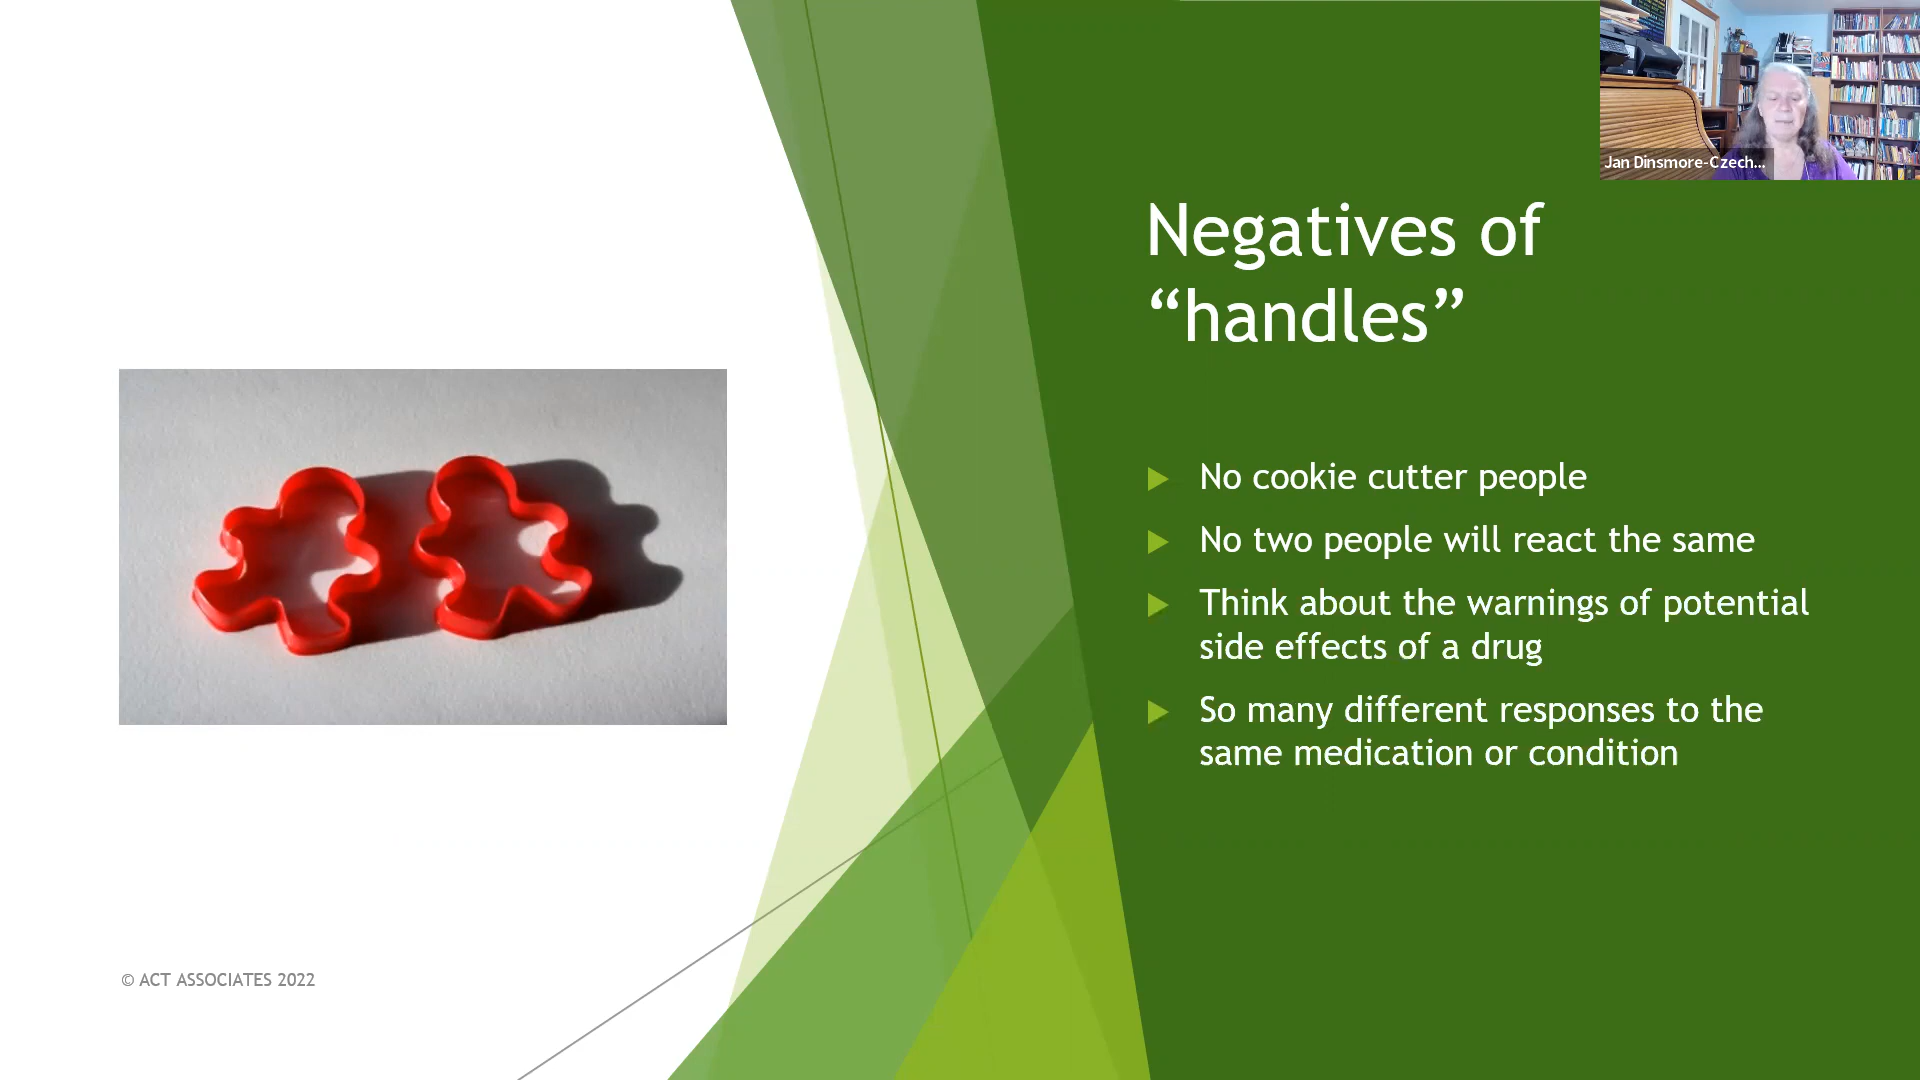 Jan Dinsmore-Czech...
Negatives of
“handles”
No cookie cutter people
No two people will react the same
Think about the warnings of potential
side effects of a drug
So many different responses to the
same medication or condition
© ACT ASSOCIATES 2022